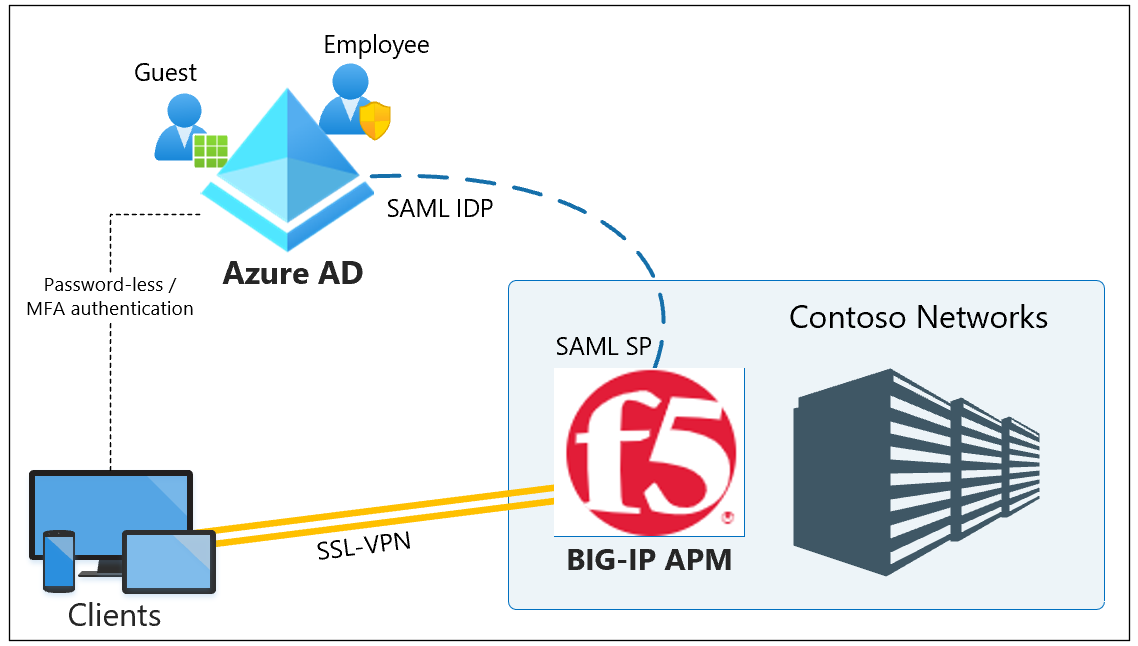 Employee
Guest
SAML IDP
Azure AD
Password-less /
MFA authentication
Contoso Networks
SAML SP
f5
SSL-VPN
BIG-IP APM
Clients